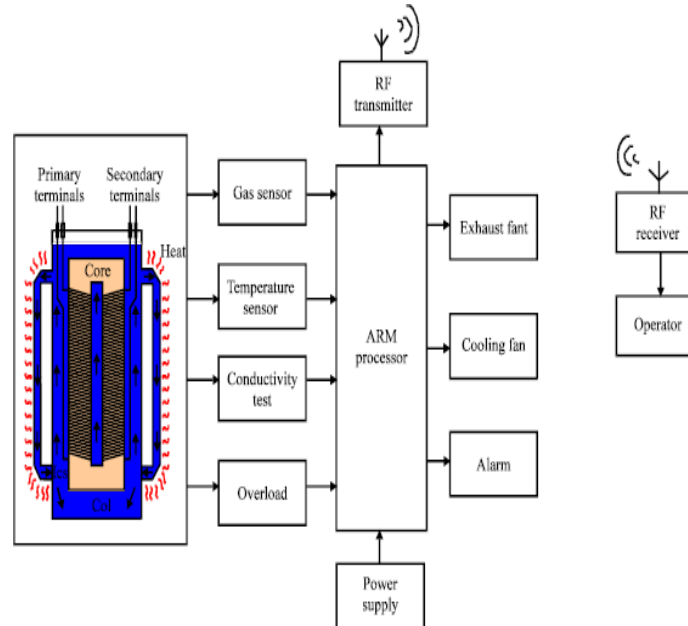 RF
transmitter
Primary
terminals
Secondary
terminals
Heat
Core
Col
Gas sensor
Temperature
sensor
Conductivity
test
Overload
ARM
processor
Power
supply
Exhaust fant
Cooling fan
Alarm
RF
receiver
Operator